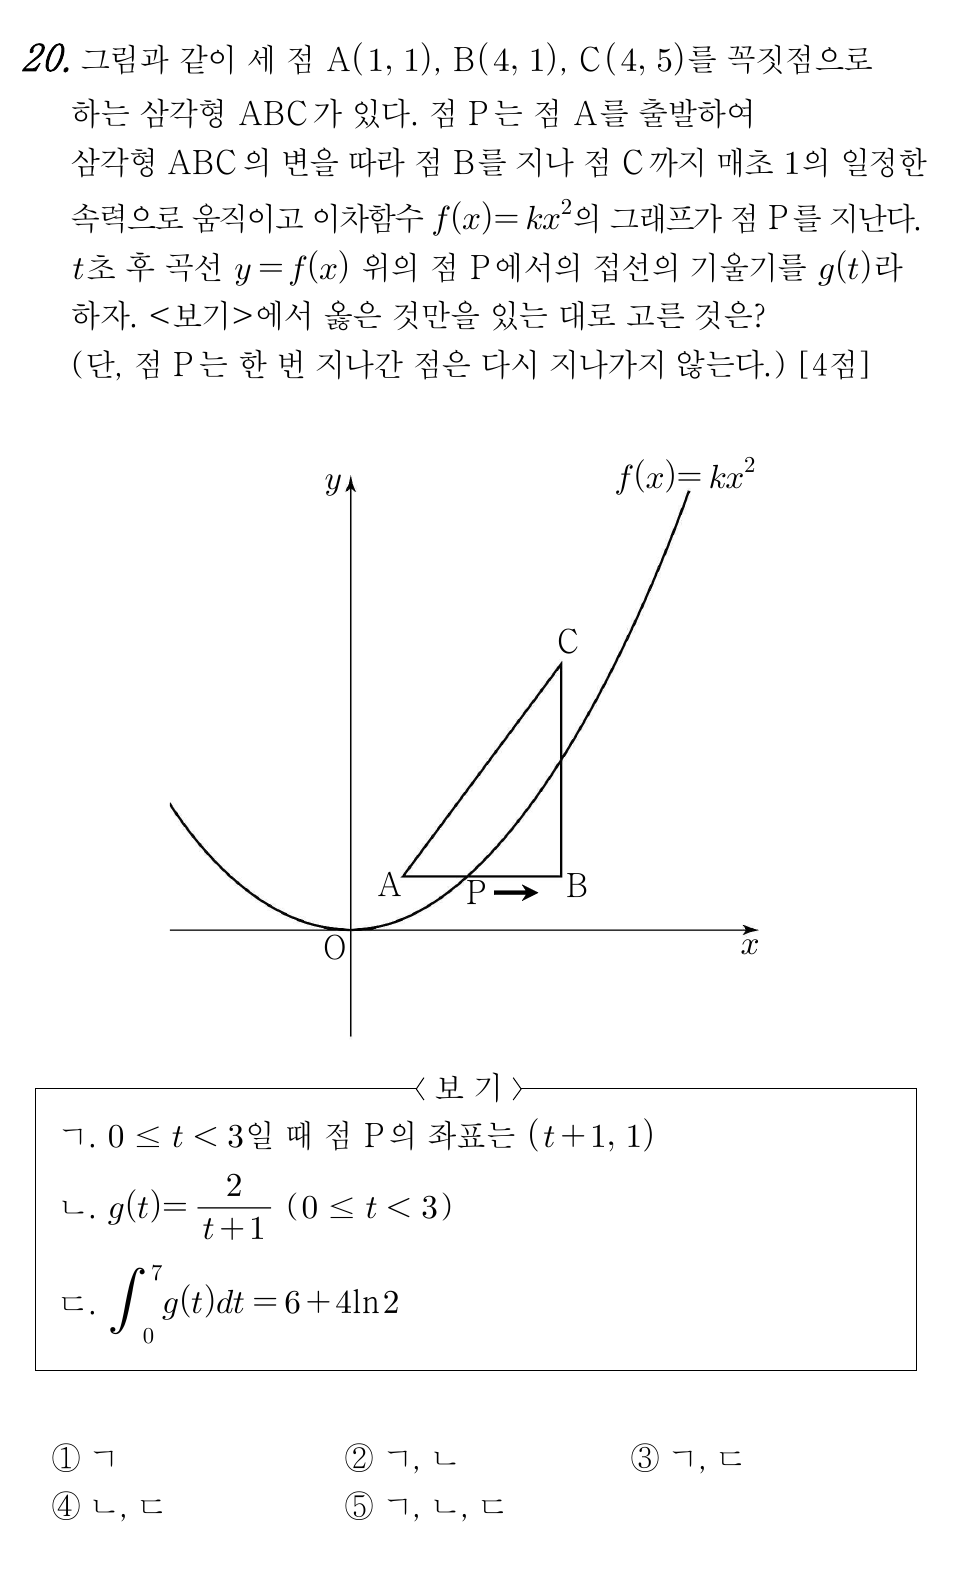 20. 그림과 같이 세 점 A(1, 1), B(4, 1), C(4, 5)를 꼭짓점으로
하는 삼각형 ABC가 있다. 점 P는 점 A를 출발하여
삼각형 ABC의 변을 따라 점 B를 지나 점 C까지 매초 1의 일정한
속력으로 움직이고 이차함수 f(x)=kx²의 그래프가 점 P를 지난다.
t초 후 곡선 y=f(x) 위의 점 P에서의 접선의 기울기를 g(t)라
하자. <보기>에서 옳은 것만을 있는 대로 고른 것은?
(단, 점 P는 한 번 지나간 점은 다시 지나가지 않는다.) [4점]
y
f(x)=kx²
C
A
P
B
O
x
〈 보 기 〉
ㄱ. 0 ≤ t < 3일 때 점 P의 좌표는 (t+1, 1)
ㄴ. g(t)=2/(t+1) (0 ≤ t < 3)
ㄷ. ∫₀⁷ g(t)dt=6+4ln2
① ㄱ ② ㄱ, ㄴ ③ ㄱ, ㄷ
④ ㄴ, ㄷ ⑤ ㄱ, ㄴ, ㄷ